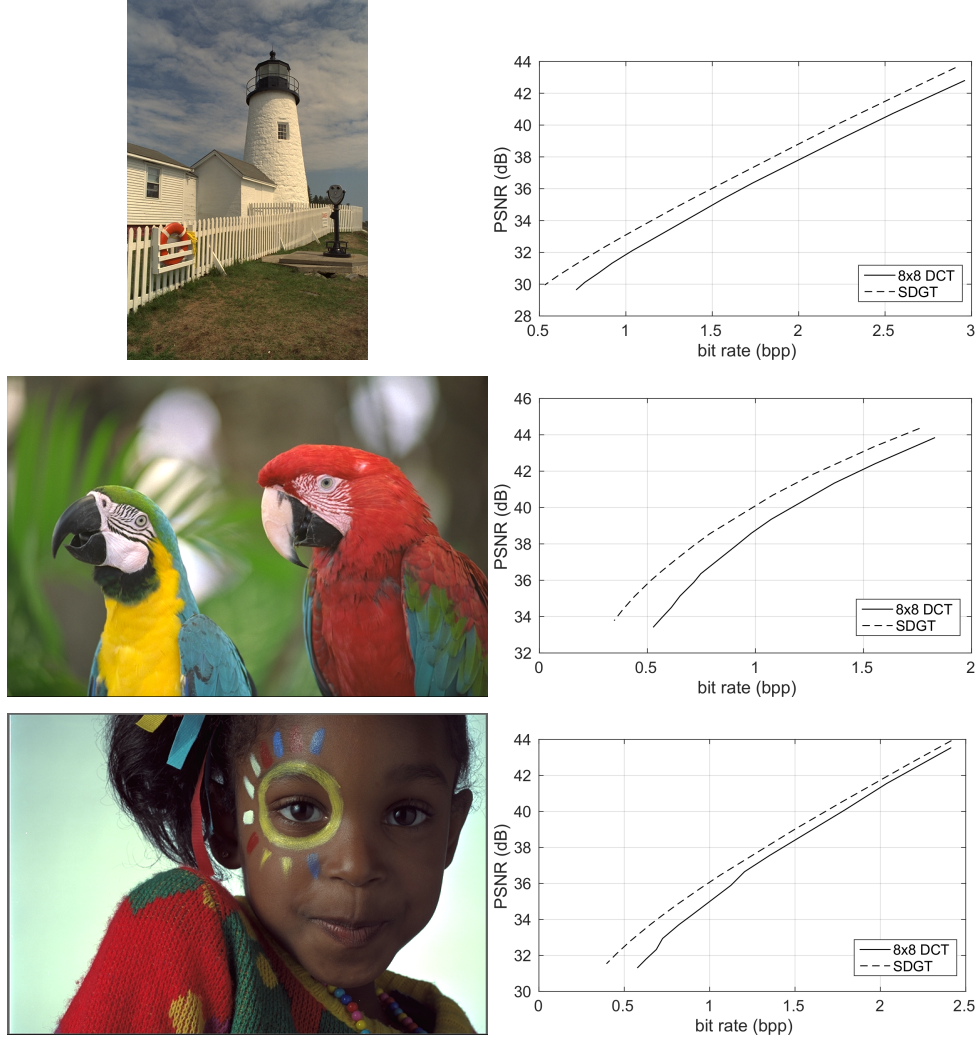 44
42
40
38
36
34
32
30
28
0.5 1 1.5 2 2.5 3
PSNR (dB)
bit rate (bpp)
8x8 DCT
SDGT
46
44
42
40
38
36
34
32
0 0.5 1 1.5 2
PSNR (dB)
bit rate (bpp)
8x8 DCT
SDGT
44
42
40
38
36
34
32
30
0 0.5 1 1.5 2 2.5
PSNR (dB)
bit rate (bpp)
8x8 DCT
SDGT